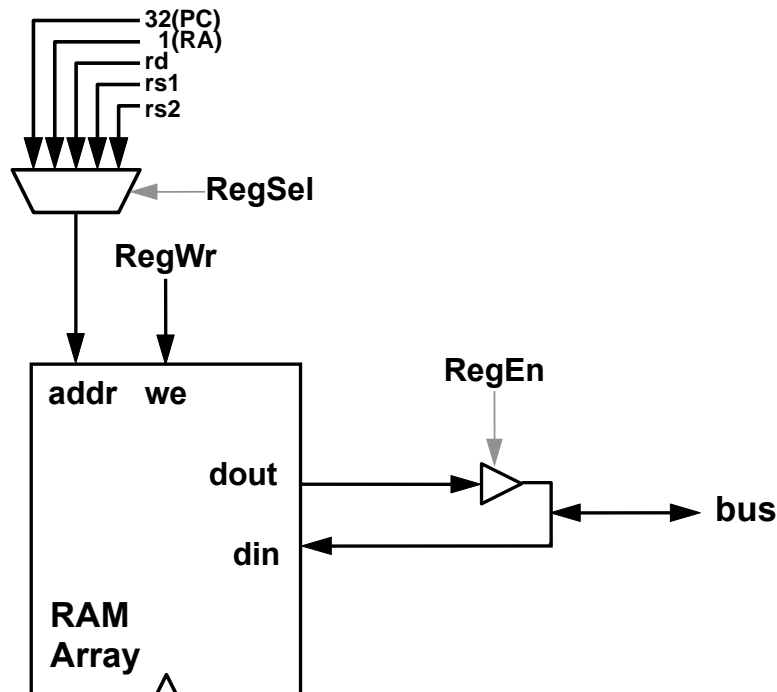 32(PC)
1(RA)
rd
rs1
rs2
RegSel
RegWr
RegEn
addr we
dout
bus
din
RAM
Array